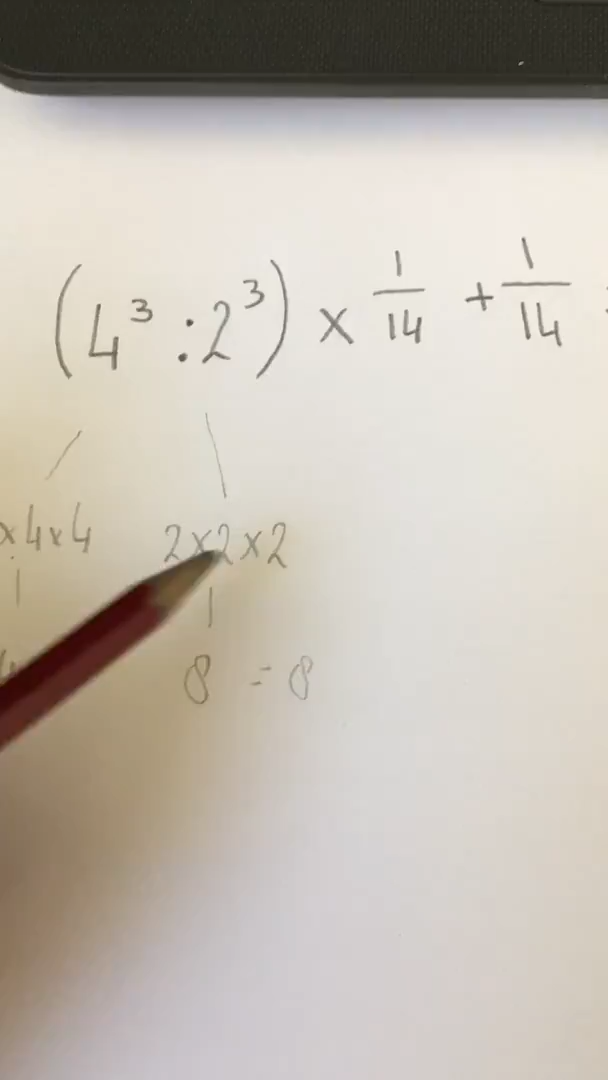 (4³ : 2³) x 1/14 + 1/14
x4x4 2x2x2
8 = 8